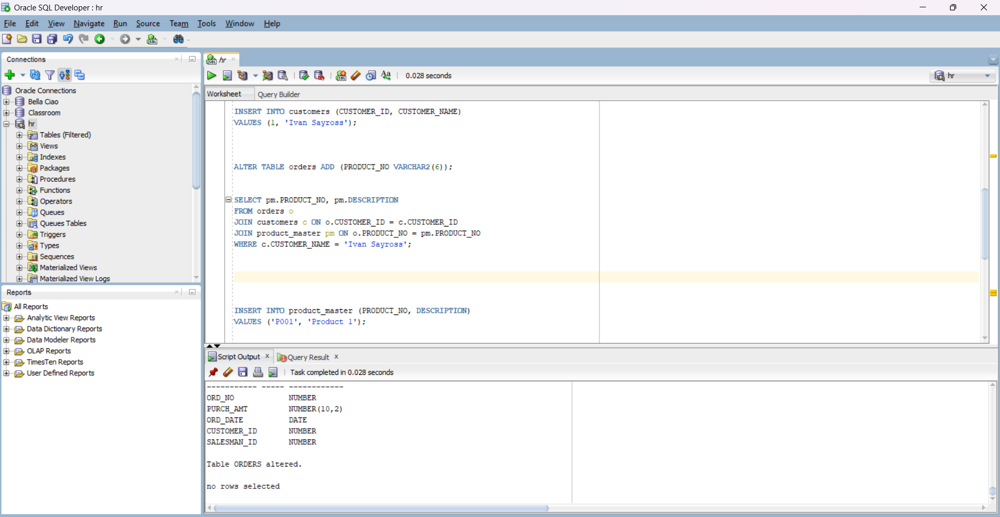 Oracle SQL Developer : hr
File Edit View Navigate Run Source Team Tools Window Help
Connections
Oracle Connections
Bella Ciao
Classroom
hr
Tables (Filtered)
Views
Indexes
Packages
Procedures
Functions
Operators
Queues
Queues Tables
Triggers
Types
Sequences
Materialized Views
Materialized View Logs
Reports
All Reports
Analytic View Reports
Data Dictionary Reports
Data Modeler Reports
OLAP Reports
TimesTen Reports
User Defined Reports
hr
0.028 seconds
hr
Worksheet Query Builder
INSERT INTO customers (CUSTOMER_ID, CUSTOMER_NAME)
VALUES (1, 'Ivan Sayross');
ALTER TABLE orders ADD (PRODUCT_NO VARCHAR2(6));
SELECT pm.PRODUCT_NO, pm.DESCRIPTION
FROM orders o
JOIN customers c ON o.CUSTOMER_ID = c.CUSTOMER_ID
JOIN product_master pm ON o.PRODUCT_NO = pm.PRODUCT_NO
WHERE c.CUSTOMER_NAME = 'Ivan Sayross';
INSERT INTO product_master (PRODUCT_NO, DESCRIPTION)
VALUES ('P001', 'Product 1');
Script Output Query Result
Task completed in 0.028 seconds
----------- ----- ------------
ORD_NO NUMBER
PURCH_AMT NUMBER(10,2)
ORD_DATE DATE
CUSTOMER_ID NUMBER
SALESMAN_ID NUMBER
Table ORDERS altered.
no rows selected